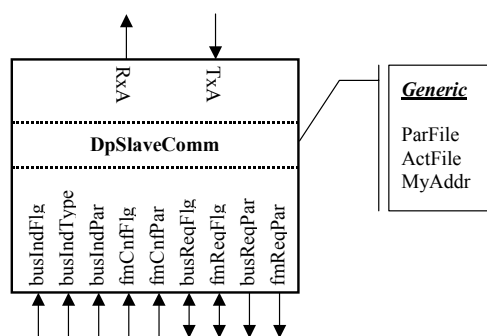 RxA
TxA
DpSlaveComm
busIndFlg
busIndType
busIndPar
fmCnfFlg
fmCnfPar
busReqFlg
fmReqFlg
busReqPar
fmReqPar
Generic
ParFile
ActFile
MyAddr